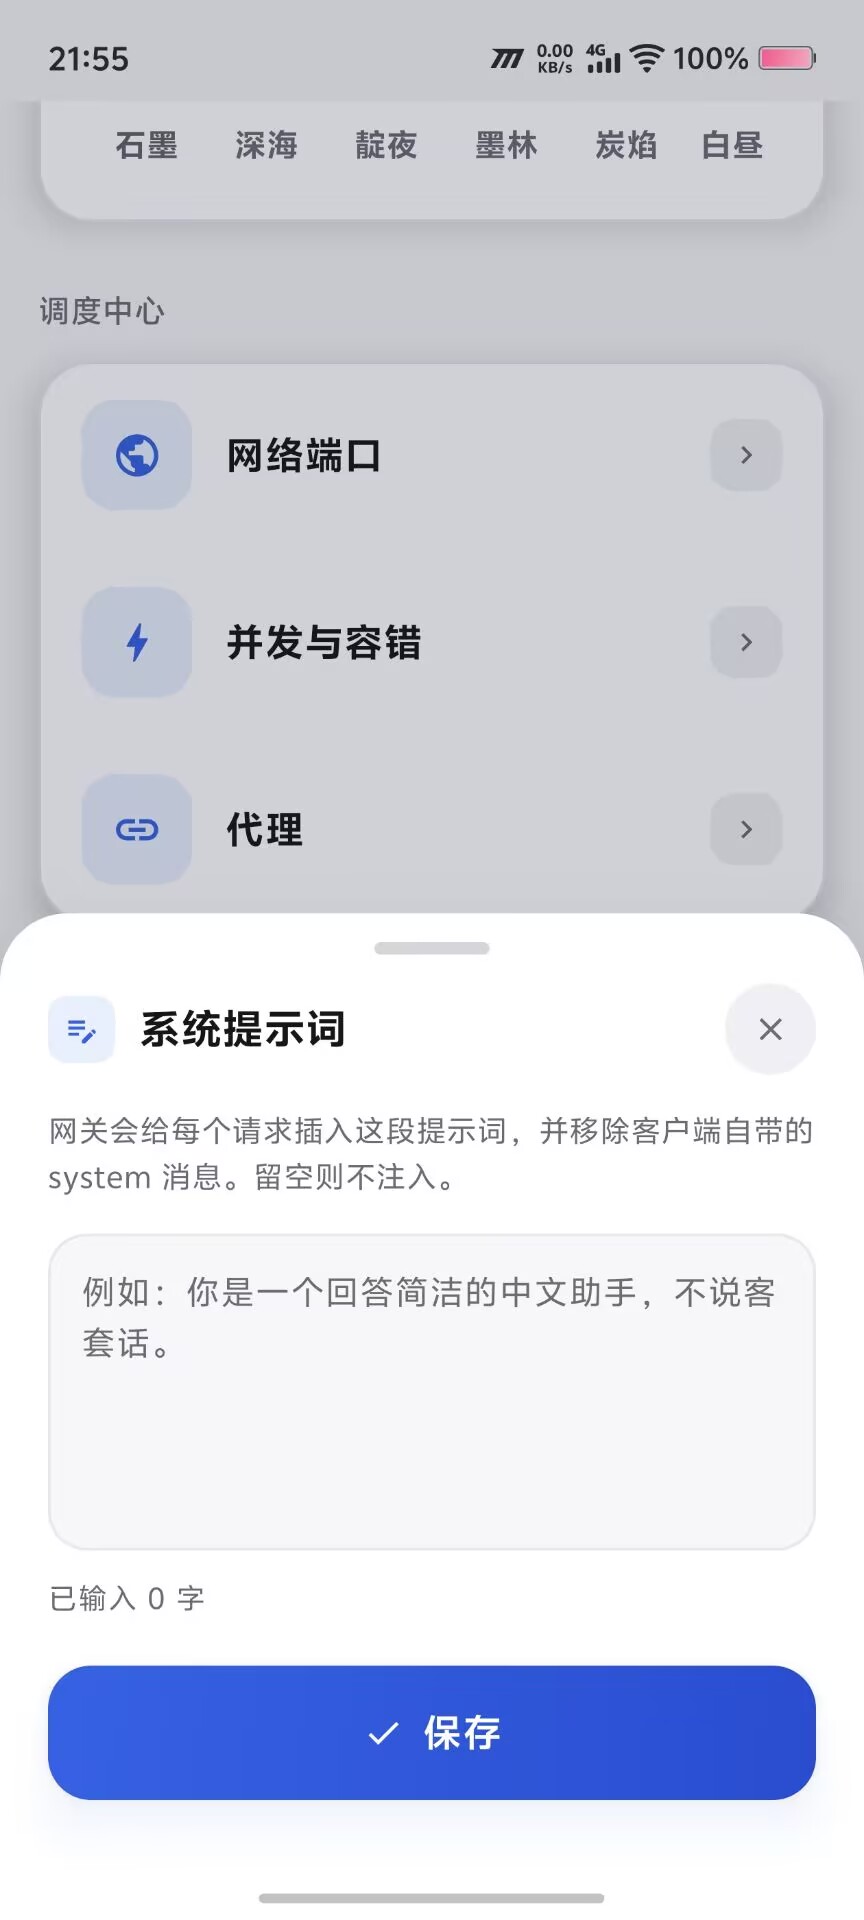 21:55
0.00 KB/s 4G 100%
石墨 深海 靛夜 墨林 炭焰 白昼
调度中心
网络端口
并发与容错
代理
系统提示词
网关会给每个请求插入这段提示词，并移除客户端自带的
system 消息。留空则不注入。
例如：你是一个回答简洁的中文助手，不说客
套话。
已输入 0 字
保存